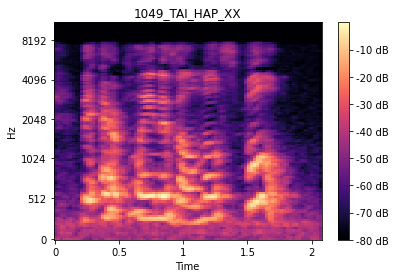 1049_TAI_HAP_XX
8192
4096
2048
1024
512
0
Hz
0
0.5
1
1.5
2
Time
-10 dB
-20 dB
-30 dB
-40 dB
-50 dB
-60 dB
-70 dB
-80 dB